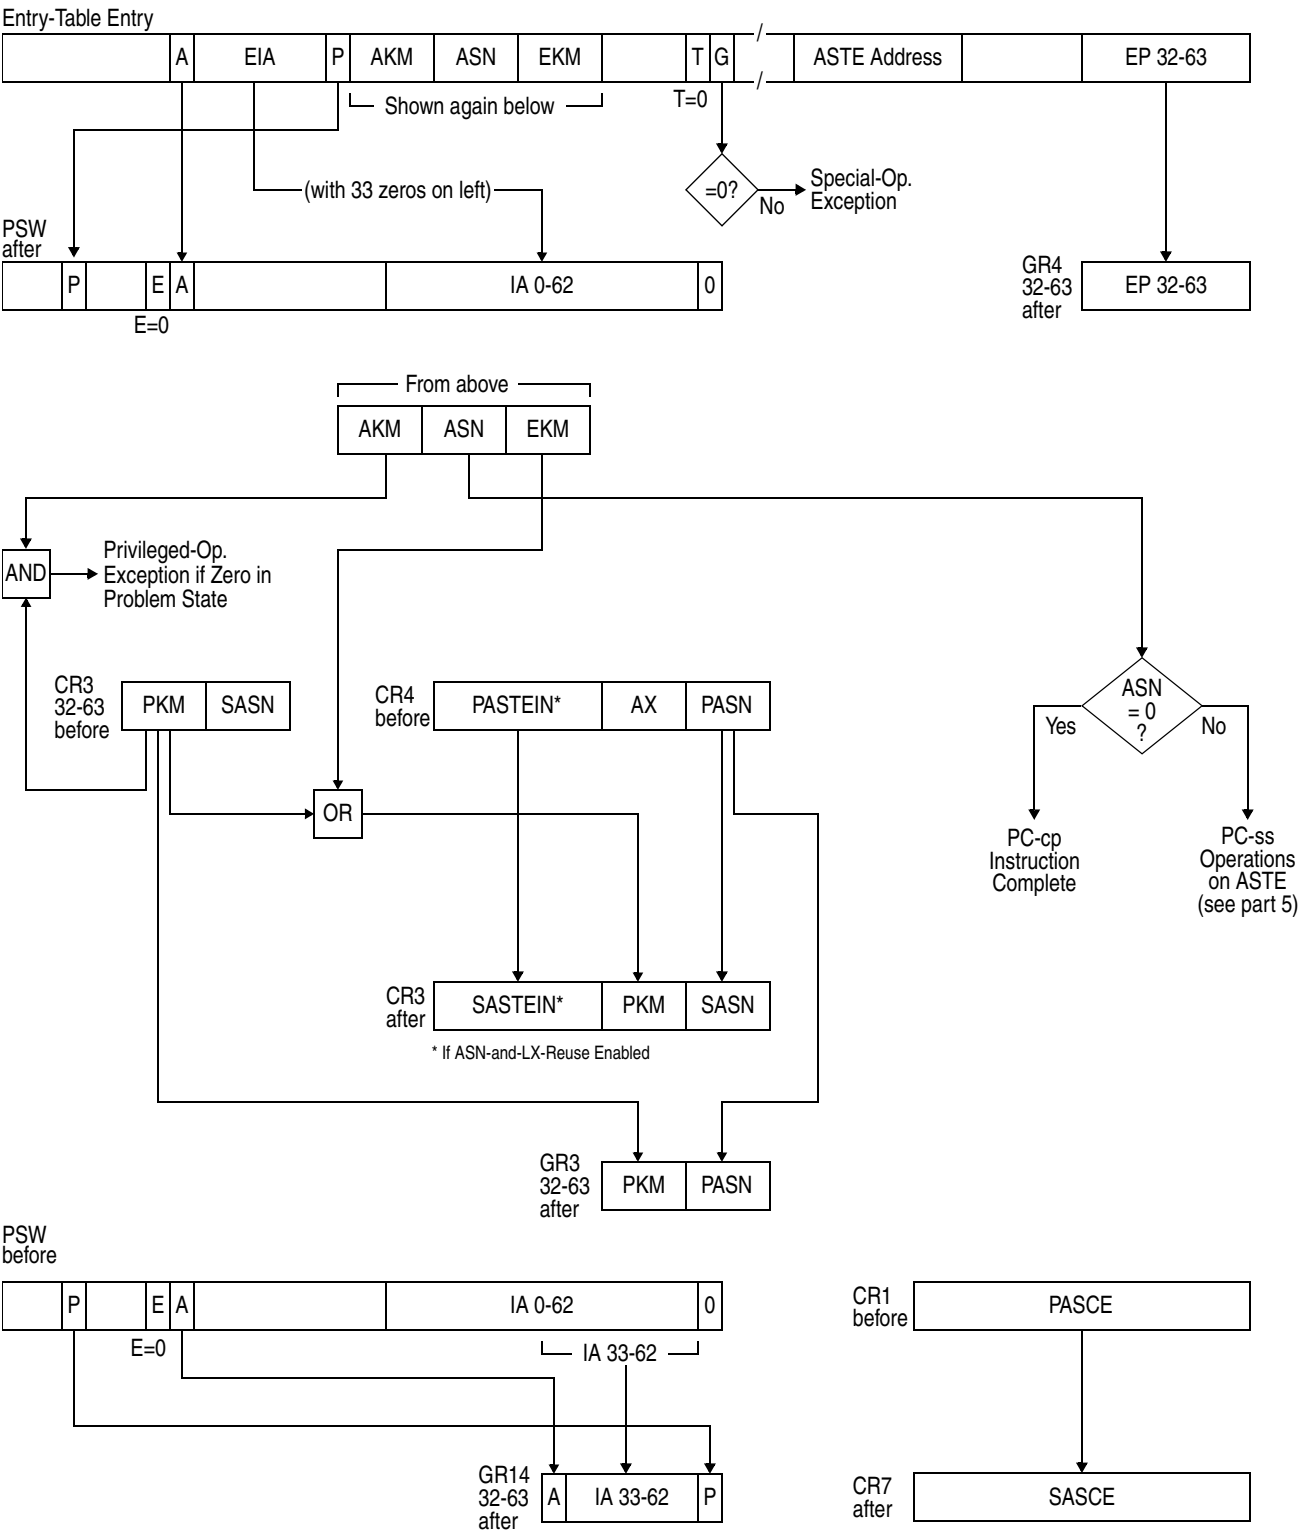 Entry-Table Entry
A EIA P AKM ASN EKM T G / / ASTE Address EP 32-63
Shown again below
T=0
(with 33 zeros on left)
=0?
No
Special-Op.
Exception
PSW
after
P E A IA 0-62 0
E=0
GR4
32-63
after
EP 32-63
From above
AKM ASN EKM
AND
Privileged-Op.
Exception if Zero in
Problem State
CR3
32-63
before
PKM SASN
CR4
before
PASTEIN* AX PASN
ASN
= 0
?
Yes
No
OR
PC-cp
Instruction
Complete
PC-ss
Operations
on ASTE
(see part 5)
CR3
after
SASTEIN* PKM SASN
* If ASN-and-LX-Reuse Enabled
GR3
32-63
after
PKM PASN
PSW
before
P E A IA 0-62 0
E=0
IA 33-62
CR1
before
PASCE
GR14
32-63
after
A IA 33-62 P
CR7
after
SASCE